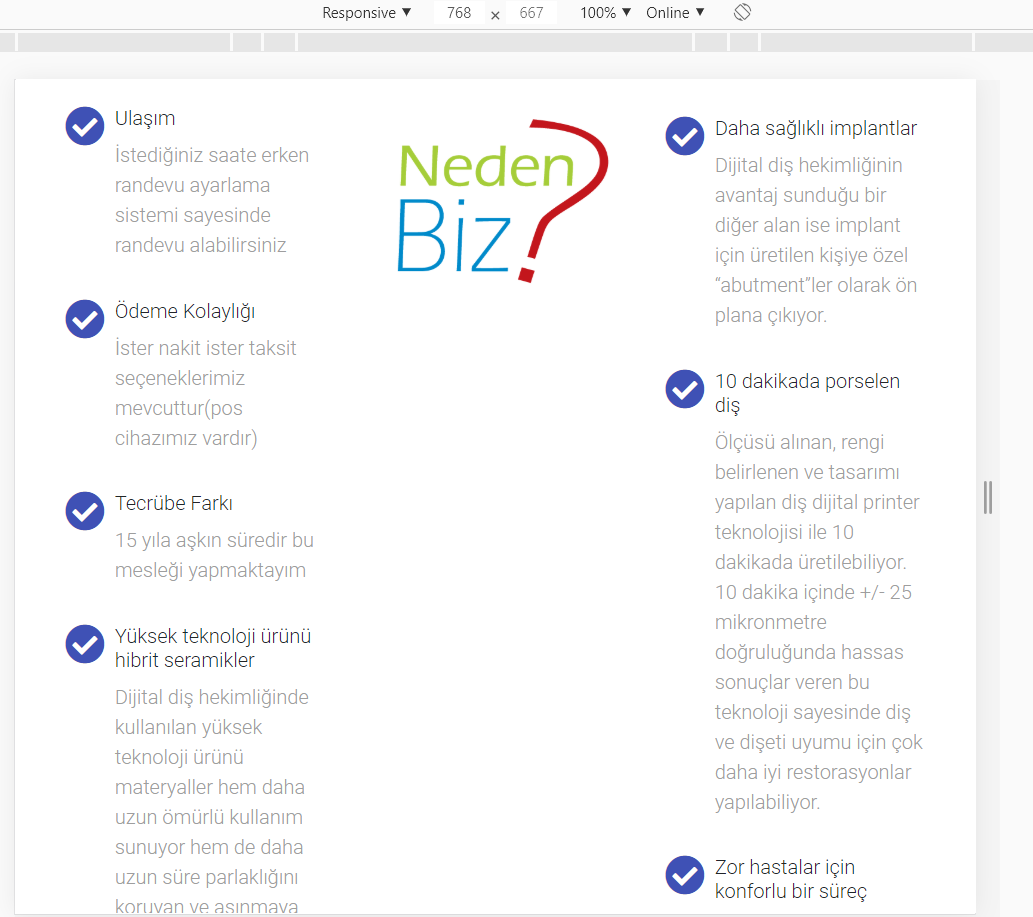 Responsive ▼ 768 × 667 100% ▼ Online ▼
Ulaşım
İstediğiniz saate erken
randevu ayarlama
sistemi sayesinde
randevu alabilirsiniz
Ödeme Kolaylığı
İster nakit ister taksit
seçeneklerimiz
mevcuttur(pos
cihazımız vardır)
Tecrübe Farkı
15 yıla aşkın süredir bu
mesleği yapmaktayım
Yüksek teknoloji ürünü
hibrit seramikler
Dijital diş hekimliğinde
kullanılan yüksek
teknoloji ürünü
materyaller hem daha
uzun ömürlü kullanım
sunuyor hem de daha
uzun süre parlaklığını
koruyan ve aşınmaya
Neden
Biz?
Daha sağlıklı implantlar
Dijital diş hekimliğinin
avantaj sunduğu bir
diğer alan ise implant
için üretilen kişiye özel
“abutment”ler olarak ön
plana çıkıyor.
10 dakikada porselen
diş
Ölçüsü alınan, rengi
belirlenen ve tasarımı
yapılan diş dijital printer
teknolojisi ile 10
dakikada üretilebiliyor.
10 dakika içinde +/- 25
mikronmetre
doğruluğunda hassas
sonuçlar veren bu
teknoloji sayesinde diş
ve dişeti uyumu için çok
daha iyi restorasyonlar
yapılabiliyor.
Zor hastalar için
konforlu bir süreç